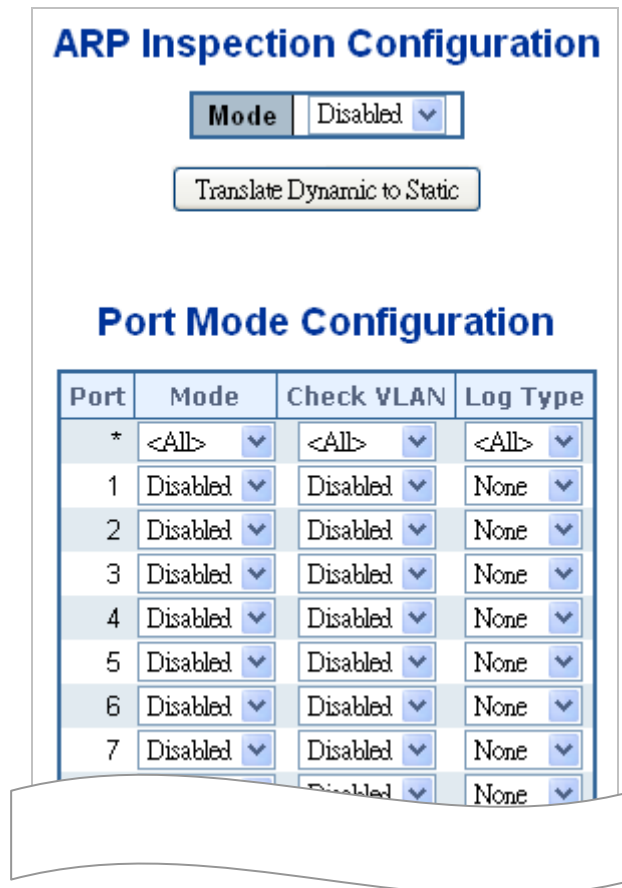 ARP Inspection Configuration
Mode Disabled
Translate Dynamic to Static
Port Mode Configuration
Port Mode Check VLAN Log Type
* <All> <All> <All>
1 Disabled Disabled None
2 Disabled Disabled None
3 Disabled Disabled None
4 Disabled Disabled None
5 Disabled Disabled None
6 Disabled Disabled None
7 Disabled Disabled None
Disabled None